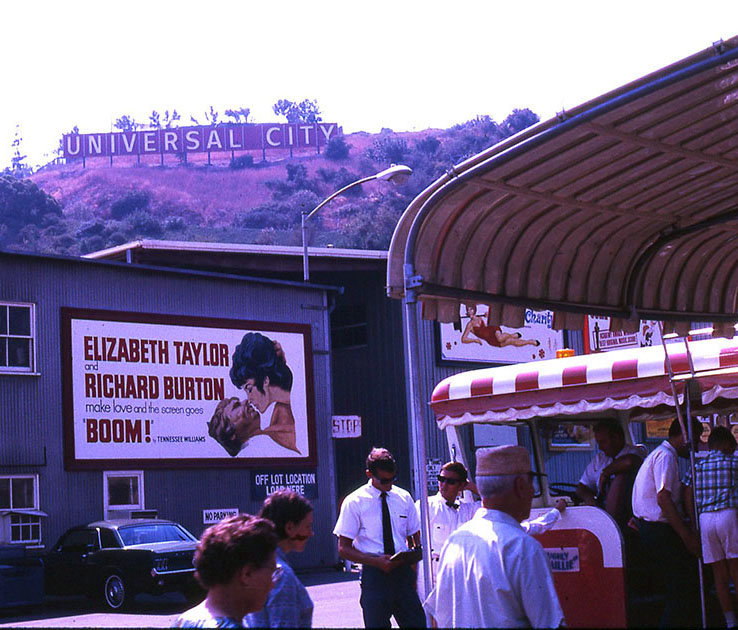 UNIVERSAL CITY
ELIZABETH TAYLOR
and
RICHARD BURTON
make love and the screen goes
"BOOM!" by TENNESSEE WILLIAMS
Charity
STOP
OFF LOT LOCATION
LOAD HERE
NO PARKING